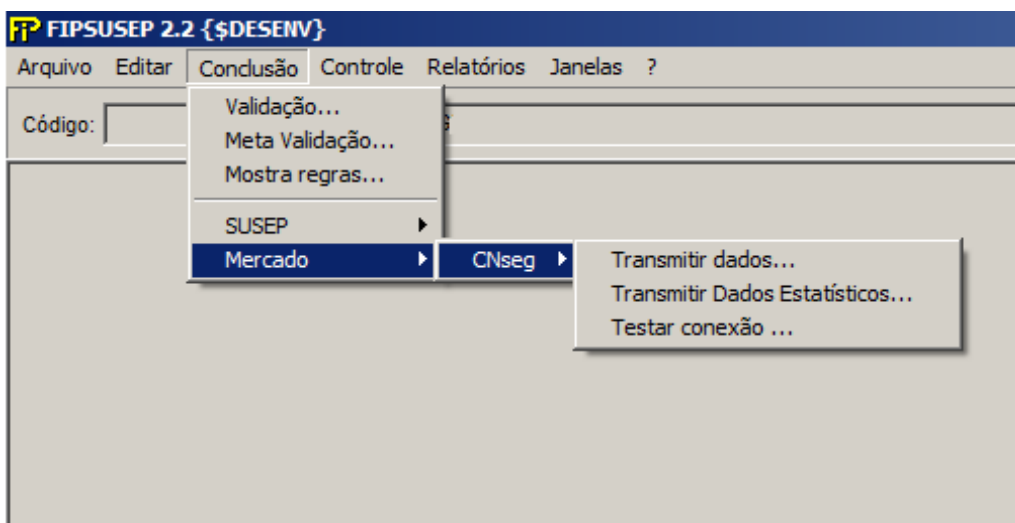 FIP FIPSUSEP 2.2 {$DESENV}
Arquivo Editar Conclusão Controle Relatórios Janelas ?
Código:
Validação...
Meta Validação...
Mostra regras...
SUSEP
Mercado
CNseg
Transmitir dados...
Transmitir Dados Estatísticos...
Testar conexão ...